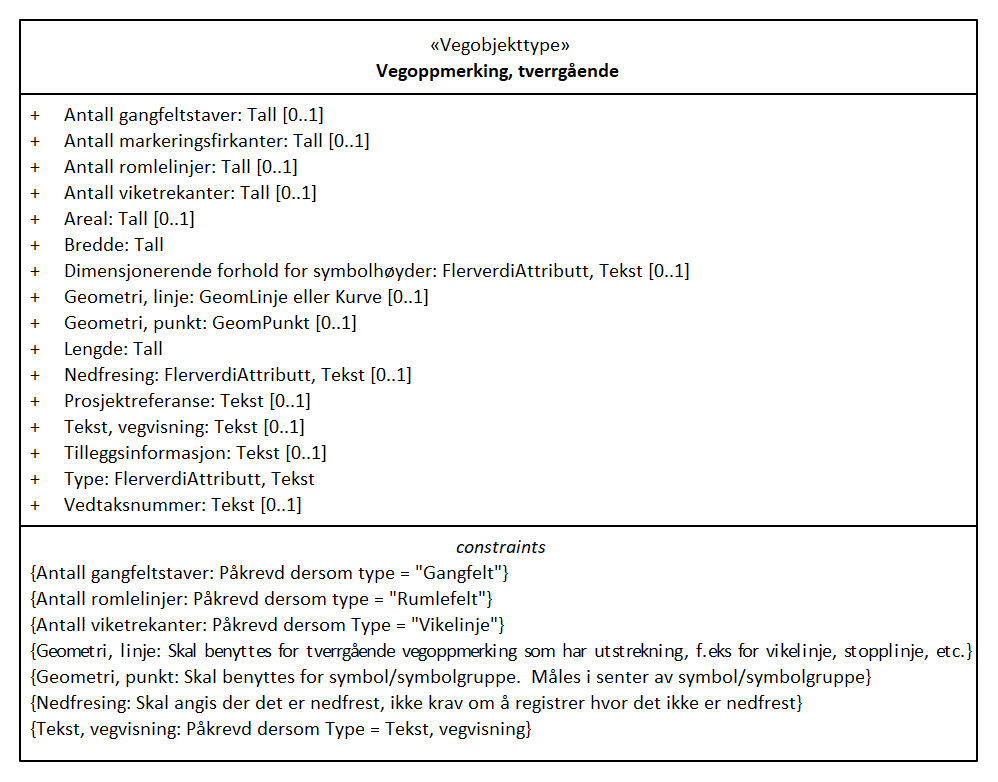 «Vegobjekttype»
Vegoppmerking, tverrgående
+ Antall gangfeltstaver: Tall [0..1]
+ Antall markeringsfirkanter: Tall [0..1]
+ Antall romlelinjer: Tall [0..1]
+ Antall viketrekanter: Tall [0..1]
+ Areal: Tall [0..1]
+ Bredde: Tall
+ Dimensjonerende forhold for symbolhøyder: FlerverdiAttributt, Tekst [0..1]
+ Geometri, linje: GeomLinje eller Kurve [0..1]
+ Geometri, punkt: GeomPunkt [0..1]
+ Lengde: Tall
+ Nedfresing: FlerverdiAttributt, Tekst [0..1]
+ Prosjektreferanse: Tekst [0..1]
+ Tekst, vegvisning: Tekst [0..1]
+ Tilleggsinformasjon: Tekst [0..1]
+ Type: FlerverdiAttributt, Tekst
+ Vedtaksnummer: Tekst [0..1]
constraints
{Antall gangfeltstaver: Påkrevd dersom type = "Gangfelt"}
{Antall romlelinjer: Påkrevd dersom type = "Rumlefelt"}
{Antall viketrekanter: Påkrevd dersom Type = "Vikelinje"}
{Geometri, linje: Skal benyttes for tverrgående vegoppmerking som har utstrekning, f.eks for vikelinje, stopplinje, etc.}
{Geometri, punkt: Skal benyttes for symbol/symbolgruppe.  Måles i senter av symbol/symbolgruppe}
{Nedfresing: Skal angis der det er nedfrest, ikke krav om å registrer hvor det ikke er nedfrest}
{Tekst, vegvisning: Påkrevd dersom Type = Tekst, vegvisning}